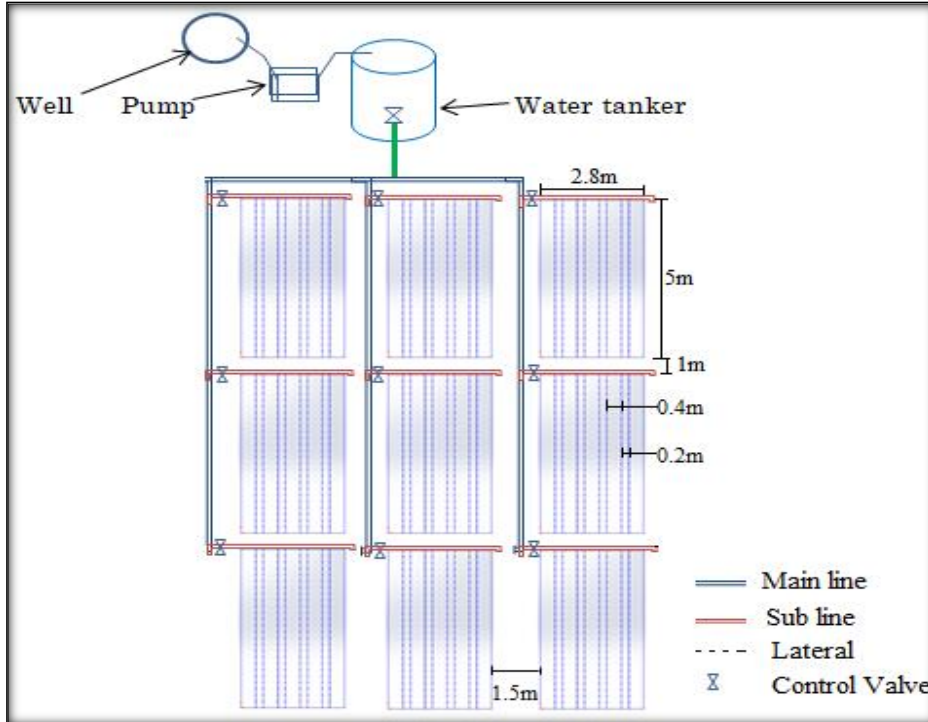 Well
Pump
Water tanker
2.8m
5m
1m
0.4m
0.2m
1.5m
Main line
Sub line
Lateral
Control Valve